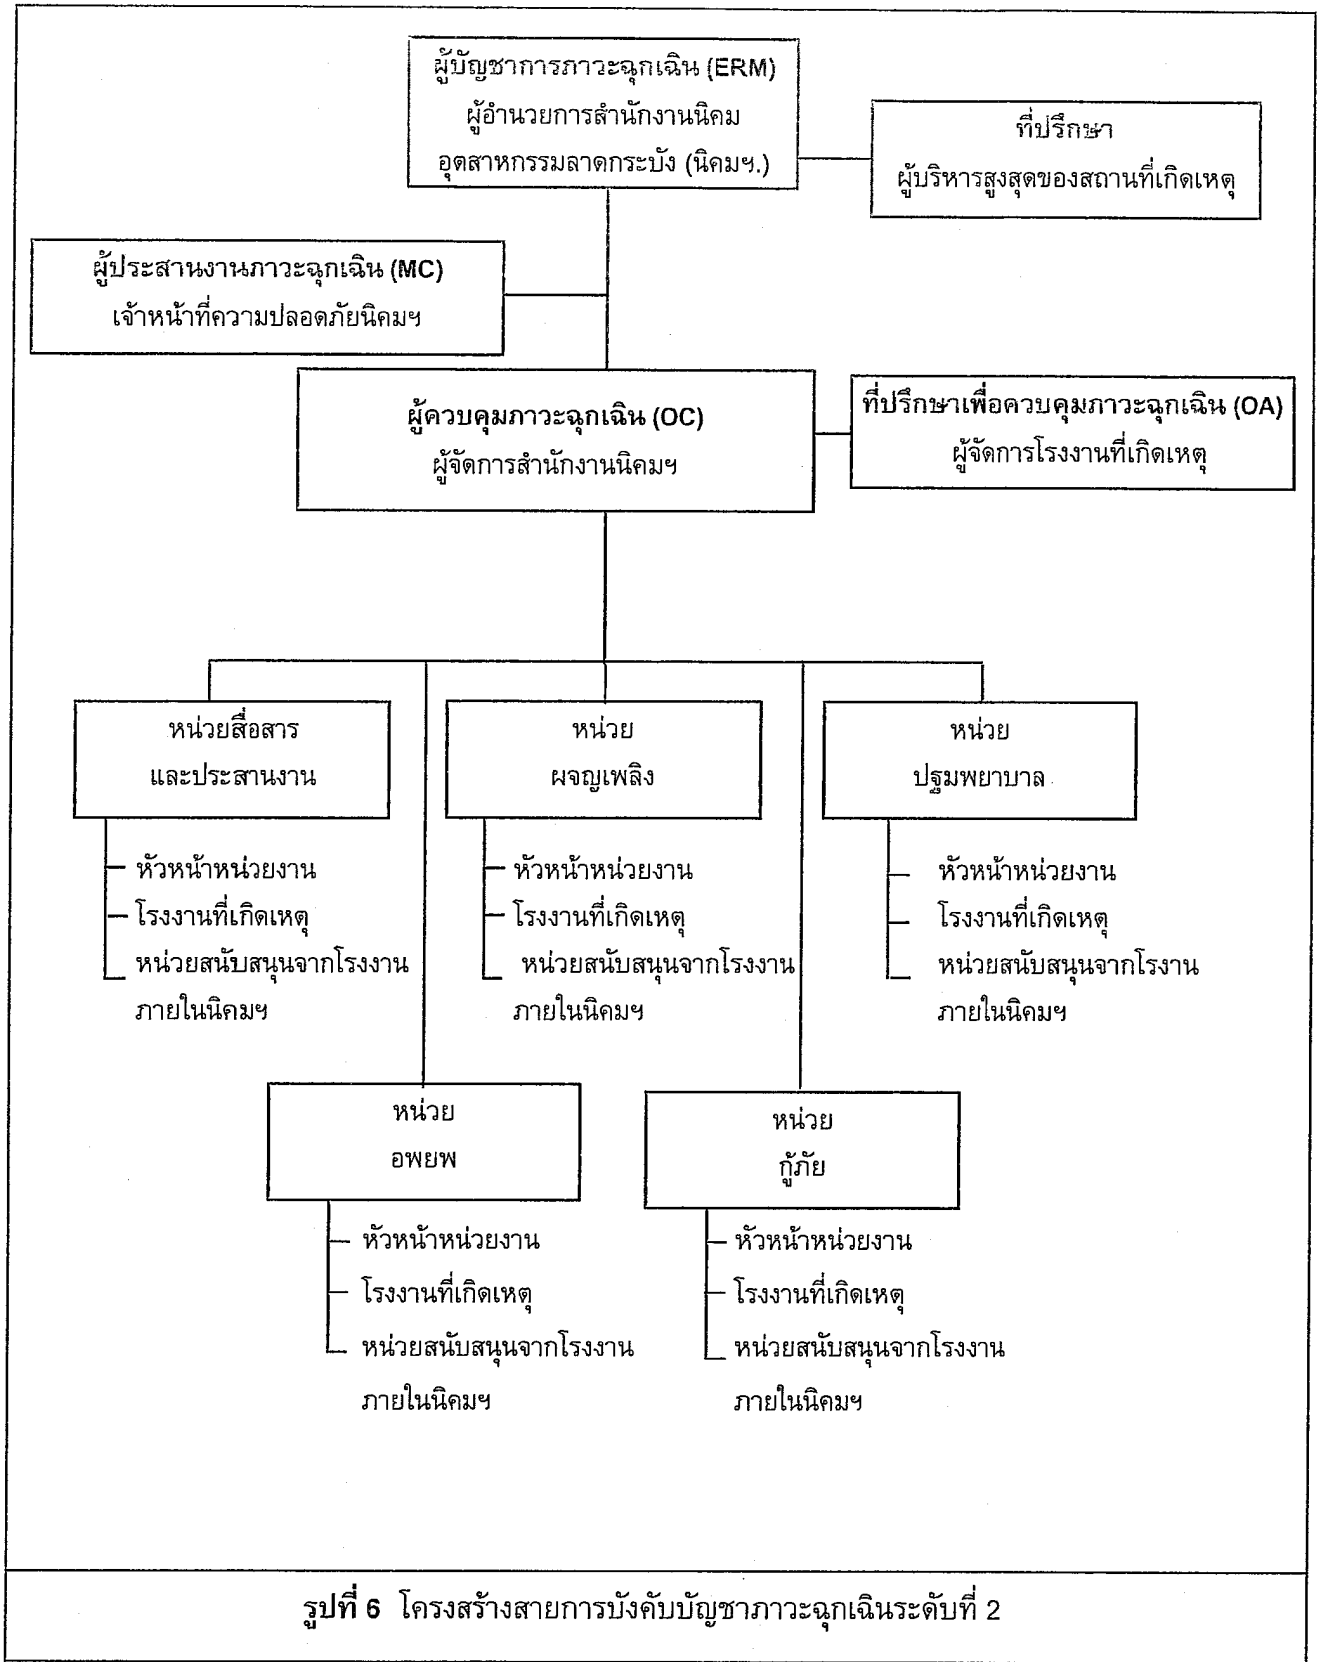 ผู้บัญชาการภาวะฉุกเฉิน (ERM)
ผู้อำนวยการสำนักงานนิคม
อุตสาหกรรมลาดกระบัง (นิคมฯ.)
ที่ปรึกษา
ผู้บริหารสูงสุดของสถานที่เกิดเหตุ
ผู้ประสานงานภาวะฉุกเฉิน (MC)
เจ้าหน้าที่ความปลอดภัยนิคมฯ
ผู้ควบคุมภาวะฉุกเฉิน (OC)
ผู้จัดการสำนักงานนิคมฯ
ที่ปรึกษาเพื่อควบคุมภาวะฉุกเฉิน (OA)
ผู้จัดการโรงงานที่เกิดเหตุ
หน่วยสื่อสาร
และประสานงาน
หัวหน้าหน่วยงาน
โรงงานที่เกิดเหตุ
หน่วยสนับสนุนจากโรงงาน
ภายในนิคมฯ
หน่วย
ผจญเพลิง
หัวหน้าหน่วยงาน
โรงงานที่เกิดเหตุ
หน่วยสนับสนุนจากโรงงาน
ภายในนิคมฯ
หน่วย
ปฐมพยาบาล
หัวหน้าหน่วยงาน
โรงงานที่เกิดเหตุ
หน่วยสนับสนุนจากโรงงาน
ภายในนิคมฯ
หน่วย
อพยพ
หัวหน้าหน่วยงาน
โรงงานที่เกิดเหตุ
หน่วยสนับสนุนจากโรงงาน
ภายในนิคมฯ
หน่วย
กู้ภัย
หัวหน้าหน่วยงาน
โรงงานที่เกิดเหตุ
หน่วยสนับสนุนจากโรงงาน
ภายในนิคมฯ
รูปที่ 6 โครงสร้างสายการบังคับบัญชาภาวะฉุกเฉินระดับที่ 2